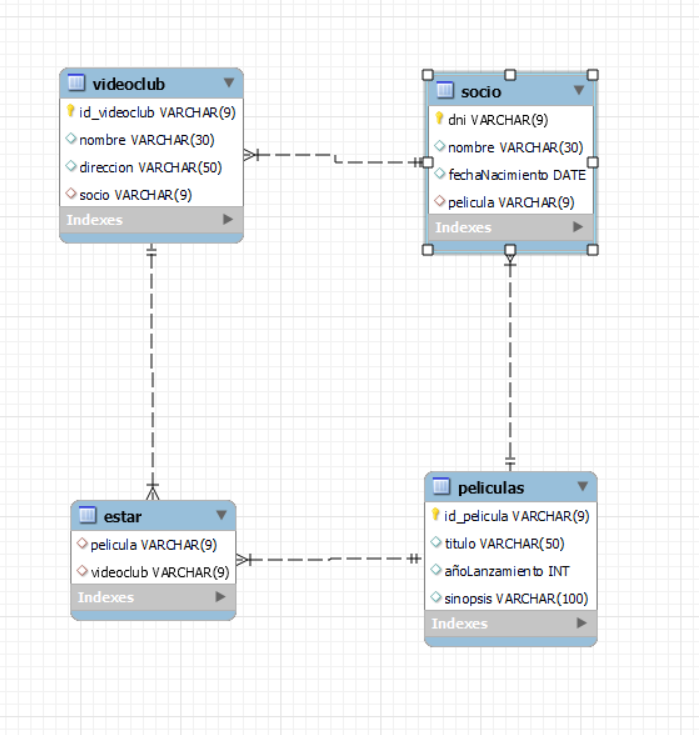 videoclub
id_videoclub VARCHAR(9)
nombre VARCHAR(30)
direccion VARCHAR(50)
socio VARCHAR(9)
Indexes
socio
dni VARCHAR(9)
nombre VARCHAR(30)
fechaNacimiento DATE
pelicula VARCHAR(9)
Indexes
estar
pelicula VARCHAR(9)
videoclub VARCHAR(9)
Indexes
peliculas
id_pelicula VARCHAR(9)
titulo VARCHAR(50)
añoLanzamiento INT
sinopsis VARCHAR(100)
Indexes